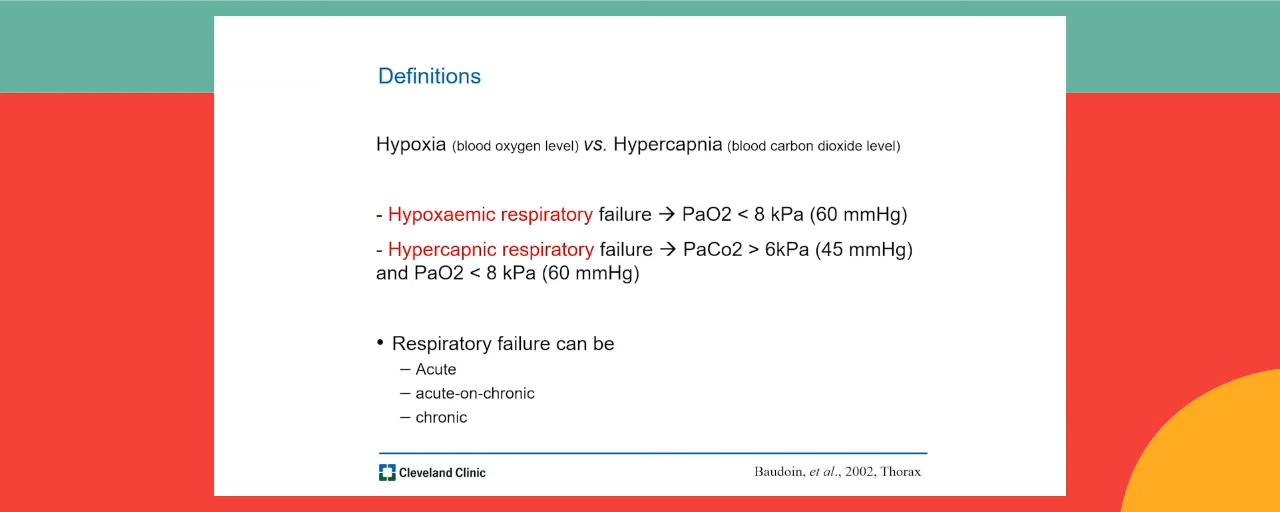 Definitions
Hypoxia (blood oxygen level) vs. Hypercapnia (blood carbon dioxide level)
- Hypoxaemic respiratory failure → PaO2 < 8 kPa (60 mmHg)
- Hypercapnic respiratory failure → PaCo2 > 6kPa (45 mmHg)
and PaO2 < 8 kPa (60 mmHg)
• Respiratory failure can be
– Acute
– acute-on-chronic
– chronic
Cleveland Clinic
Baudoin, et al., 2002, Thorax